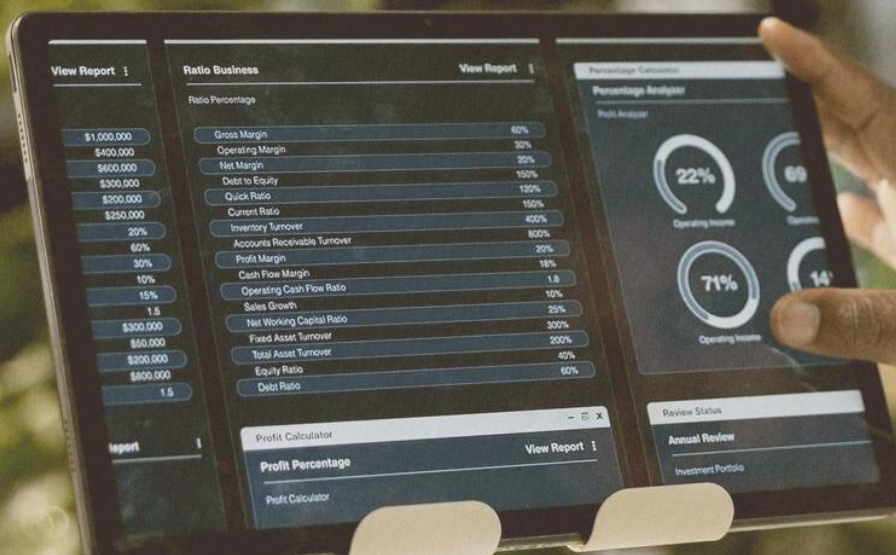 View Report
$1,000,000
$400,000
$600,000
$300,000
$200,000
$250,000
20%
60%
30%
10%
15%
1.5
$300,000
$50,000
$200,000
$800,000
1.5
Report
Ratio Business View Report
Ratio Percentage
Gross Margin 60%
Operating Margin 30%
Net Margin 20%
Debt to Equity 150%
Quick Ratio 120%
Current Ratio 150%
Inventory Turnover 400%
Accounts Receivable Turnover 800%
Profit Margin 20%
Cash Flow Margin 18%
Operating Cash Flow Ratio 1.8
Sales Growth 10%
Net Working Capital Ratio 25%
Fixed Asset Turnover 300%
Total Asset Turnover 200%
Equity Ratio 40%
Debt Ratio 60%
Profit Calculator
Profit Percentage View Report
Profit Calculator
Percentage Calculator
Percentage Analyzer
Profit Analyzer
22% 69
Operating Income
71% 14
Operating Income
Review Status
Annual Review
Investment Portfolio